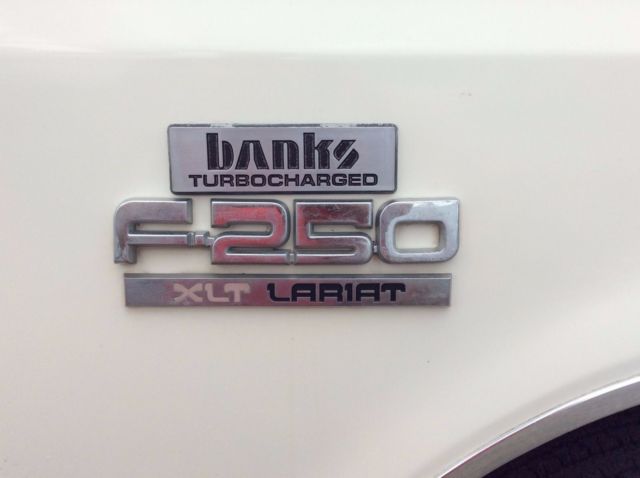 banks
TURBOCHARGED
F-250
XLT LARIAT